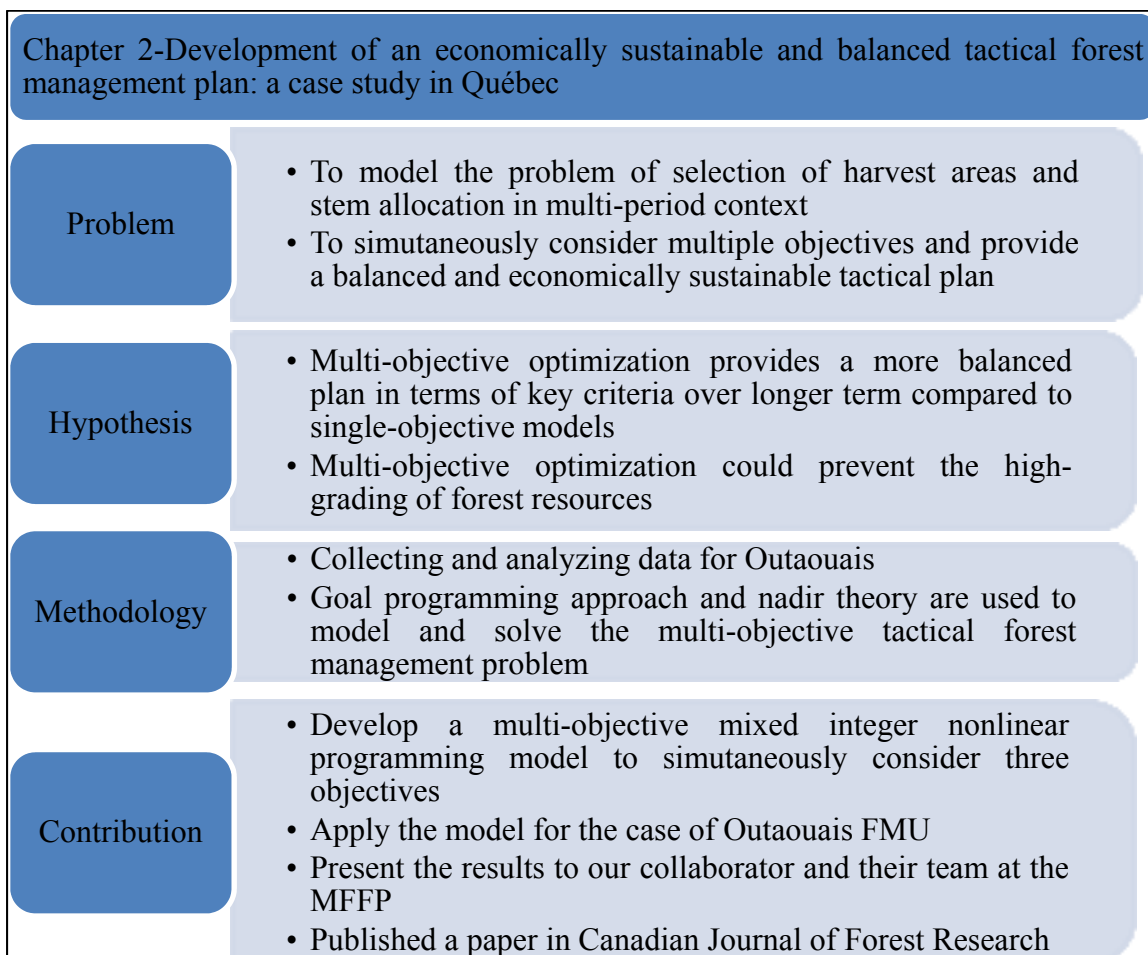 Chapter 2-Development of an economically sustainable and balanced tactical forest
management plan: a case study in Québec
Problem
• To model the problem of selection of harvest areas and
stem allocation in multi-period context
• To simutaneously consider multiple objectives and provide
a balanced and economically sustainable tactical plan
Hypothesis
• Multi-objective optimization provides a more balanced
plan in terms of key criteria over longer term compared to
single-objective models
• Multi-objective optimization could prevent the high-
grading of forest resources
Methodology
• Collecting and analyzing data for Outaouais
• Goal programming approach and nadir theory are used to
model and solve the multi-objective tactical forest
management problem
Contribution
• Develop a multi-objective mixed integer nonlinear
programming model to simutaneously consider three
objectives
• Apply the model for the case of Outaouais FMU
• Present the results to our collaborator and their team at the
MFFP
• Published a paper in Canadian Journal of Forest Research